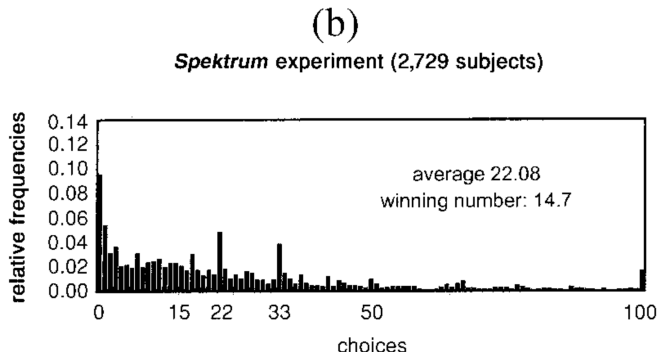 (b)
Spektrum experiment (2,729 subjects)
relative frequencies
0.14
0.12
0.10
0.08
0.06
0.04
0.02
0.00
average 22.08
winning number: 14.7
0 15 22 33 50 100
choices